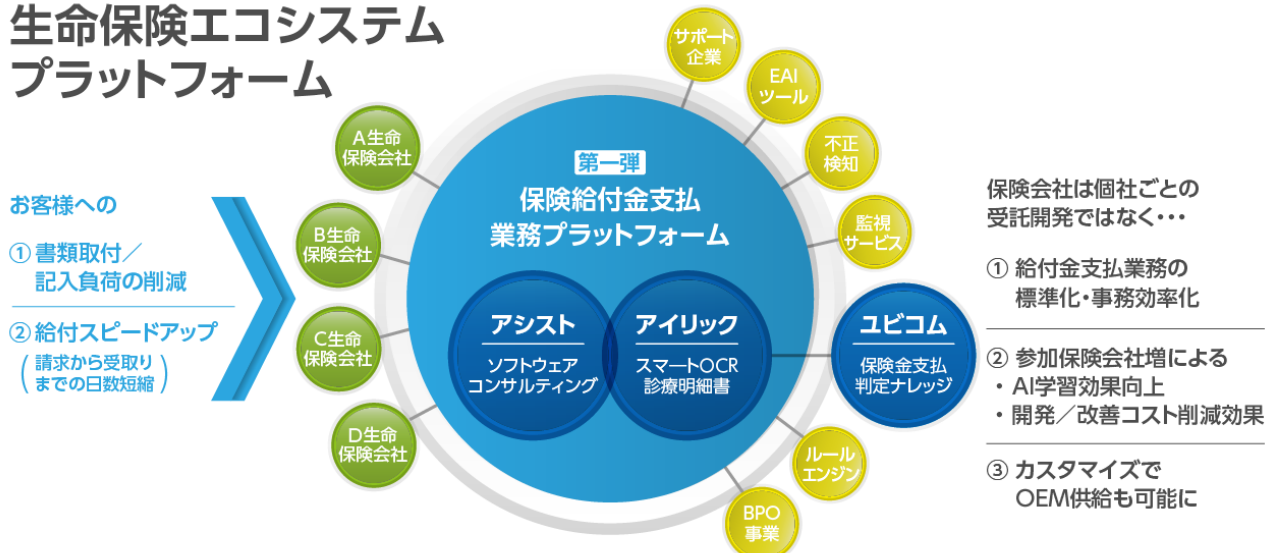 生命保険エコシステム
プラットフォーム
お客様への
① 書類取付／
記入負荷の削減
② 給付スピードアップ
(請求から受取り
までの日数短縮)
A生命
保険会社
B生命
保険会社
C生命
保険会社
D生命
保険会社
第一弾
保険給付金支払
業務プラットフォーム
アシスト
ソフトウェア
コンサルティング
アイリック
スマートOCR
診療明細書
ユビコム
保険金支払
判定ナレッジ
サポート
企業
EAI
ツール
不正
検知
監視
サービス
ルール
エンジン
BPO
事業
保険会社は個社ごとの
受託開発ではなく・・・
① 給付金支払業務の
標準化・事務効率化
② 参加保険会社増による
・AI学習効果向上
・開発／改善コスト削減効果
③ カスタマイズで
OEM供給も可能に